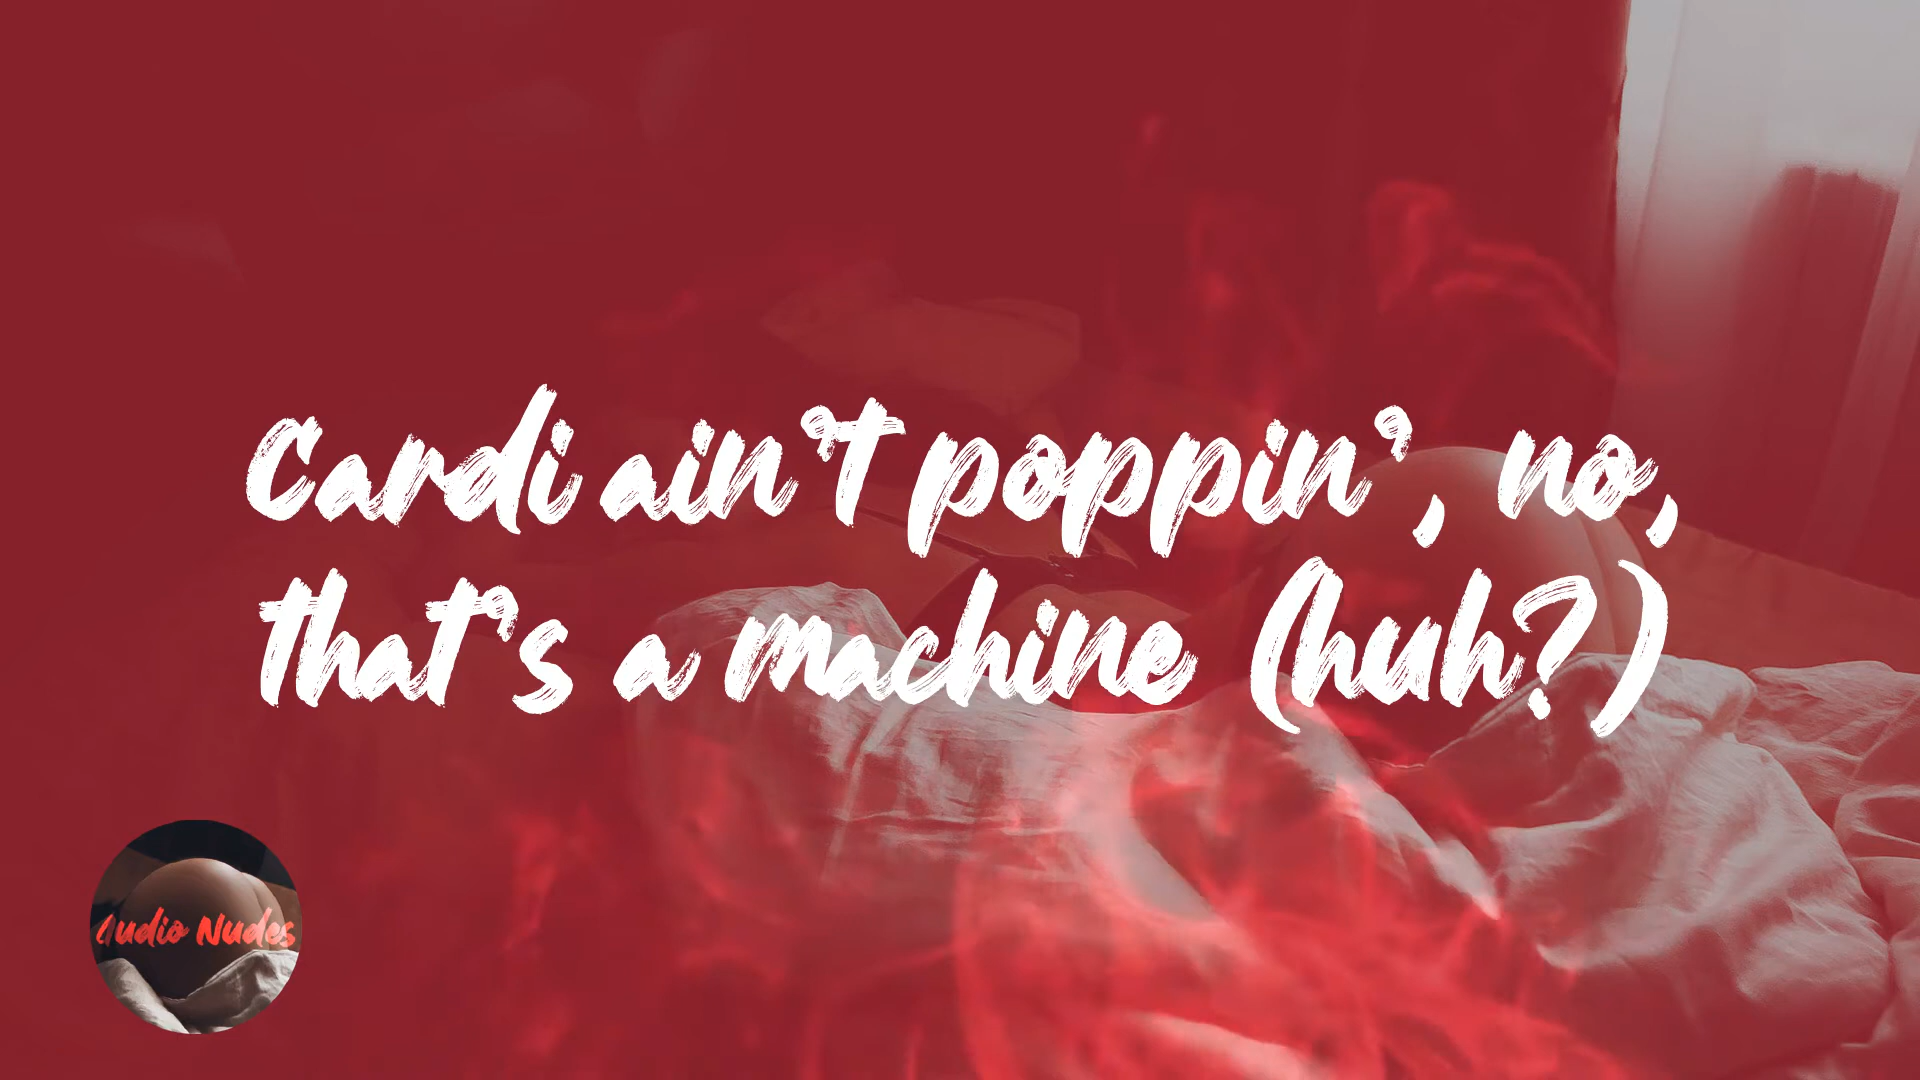 Cardi ain't poppin', no,
that's a machine (huh?)
Audio Nudes